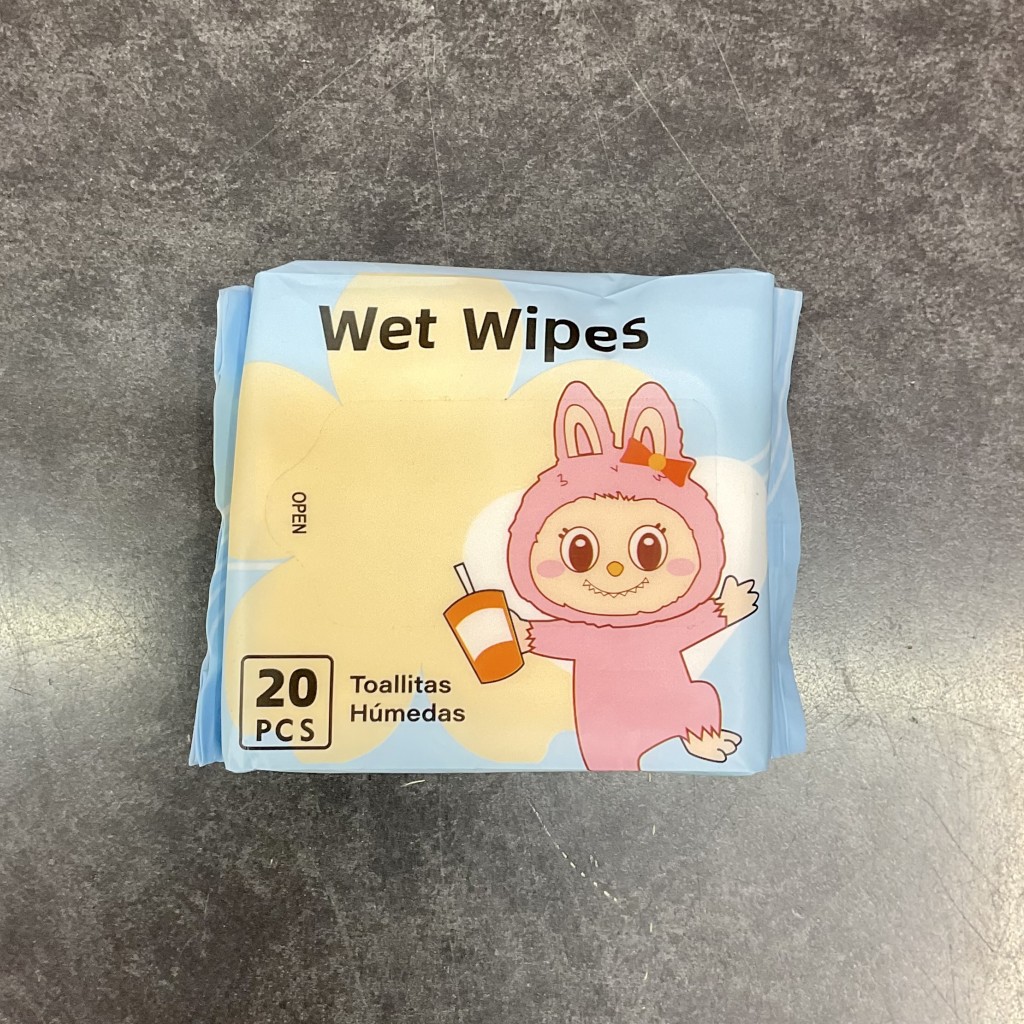 Wet Wipes
OPEN
20
PCS
Toallitas
Húmedas